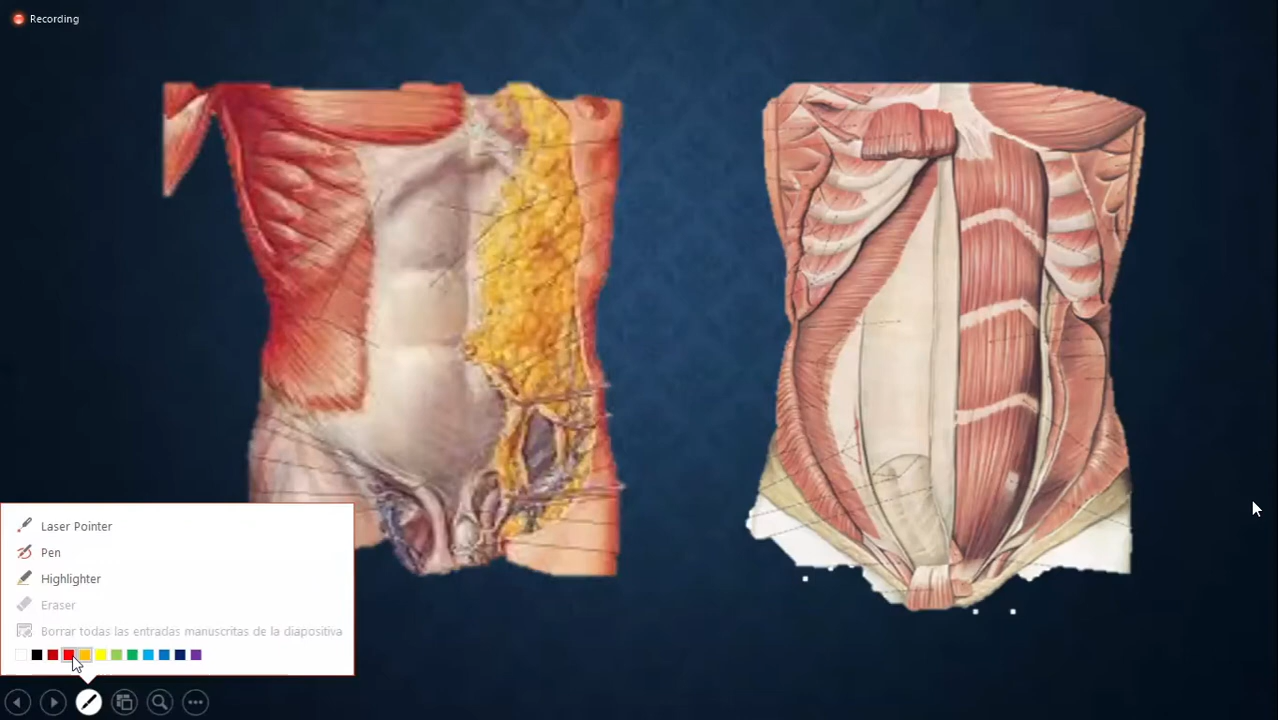 Recording
Laser Pointer
Pen
Highlighter
Eraser
Borrar todas las entradas manuscritas de la diapositiva